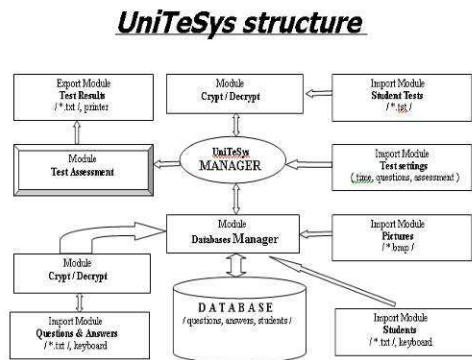 UniTeSys structure
Export Module
Test Results
/ *.txt /, printer
Module
Crypt / Decrypt
Import Module
Student Tests
/ *.txt /
Module
Test Assessment
UniTeSys
MANAGER
Import Module
Test settings
( time, questions, assessment )
Module
Databases Manager
Import Module
Pictures
/ *.bmp /
Module
Crypt / Decrypt
Import Module
Questions & Answers
/ *.txt /, keyboard
DATABASE
/ questions, answers, students /
Import Module
Students
/ *.txt /, keyboard